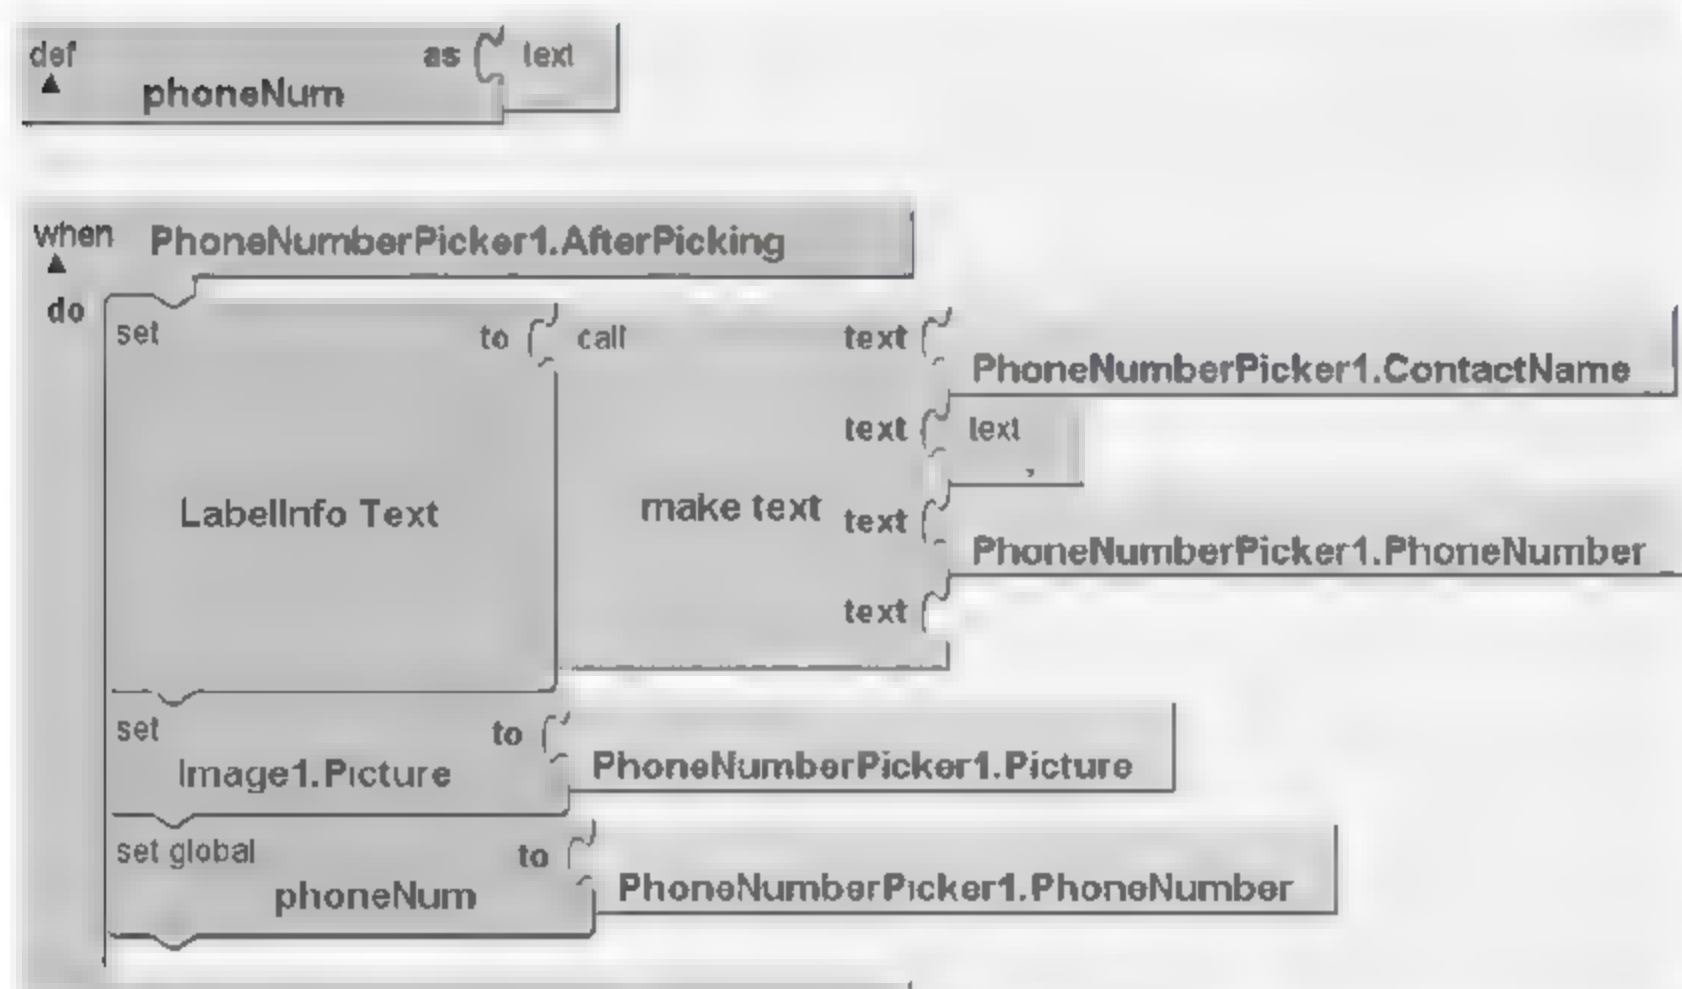 def as text
phoneNum
when PhoneNumberPicker1.AfterPicking
do
set to call text
PhoneNumberPicker1.ContactName
text text
,
LabelInfo Text make text text
PhoneNumberPicker1.PhoneNumber
text
set to
Image1.Picture PhoneNumberPicker1.Picture
set global to
phoneNum PhoneNumberPicker1.PhoneNumber